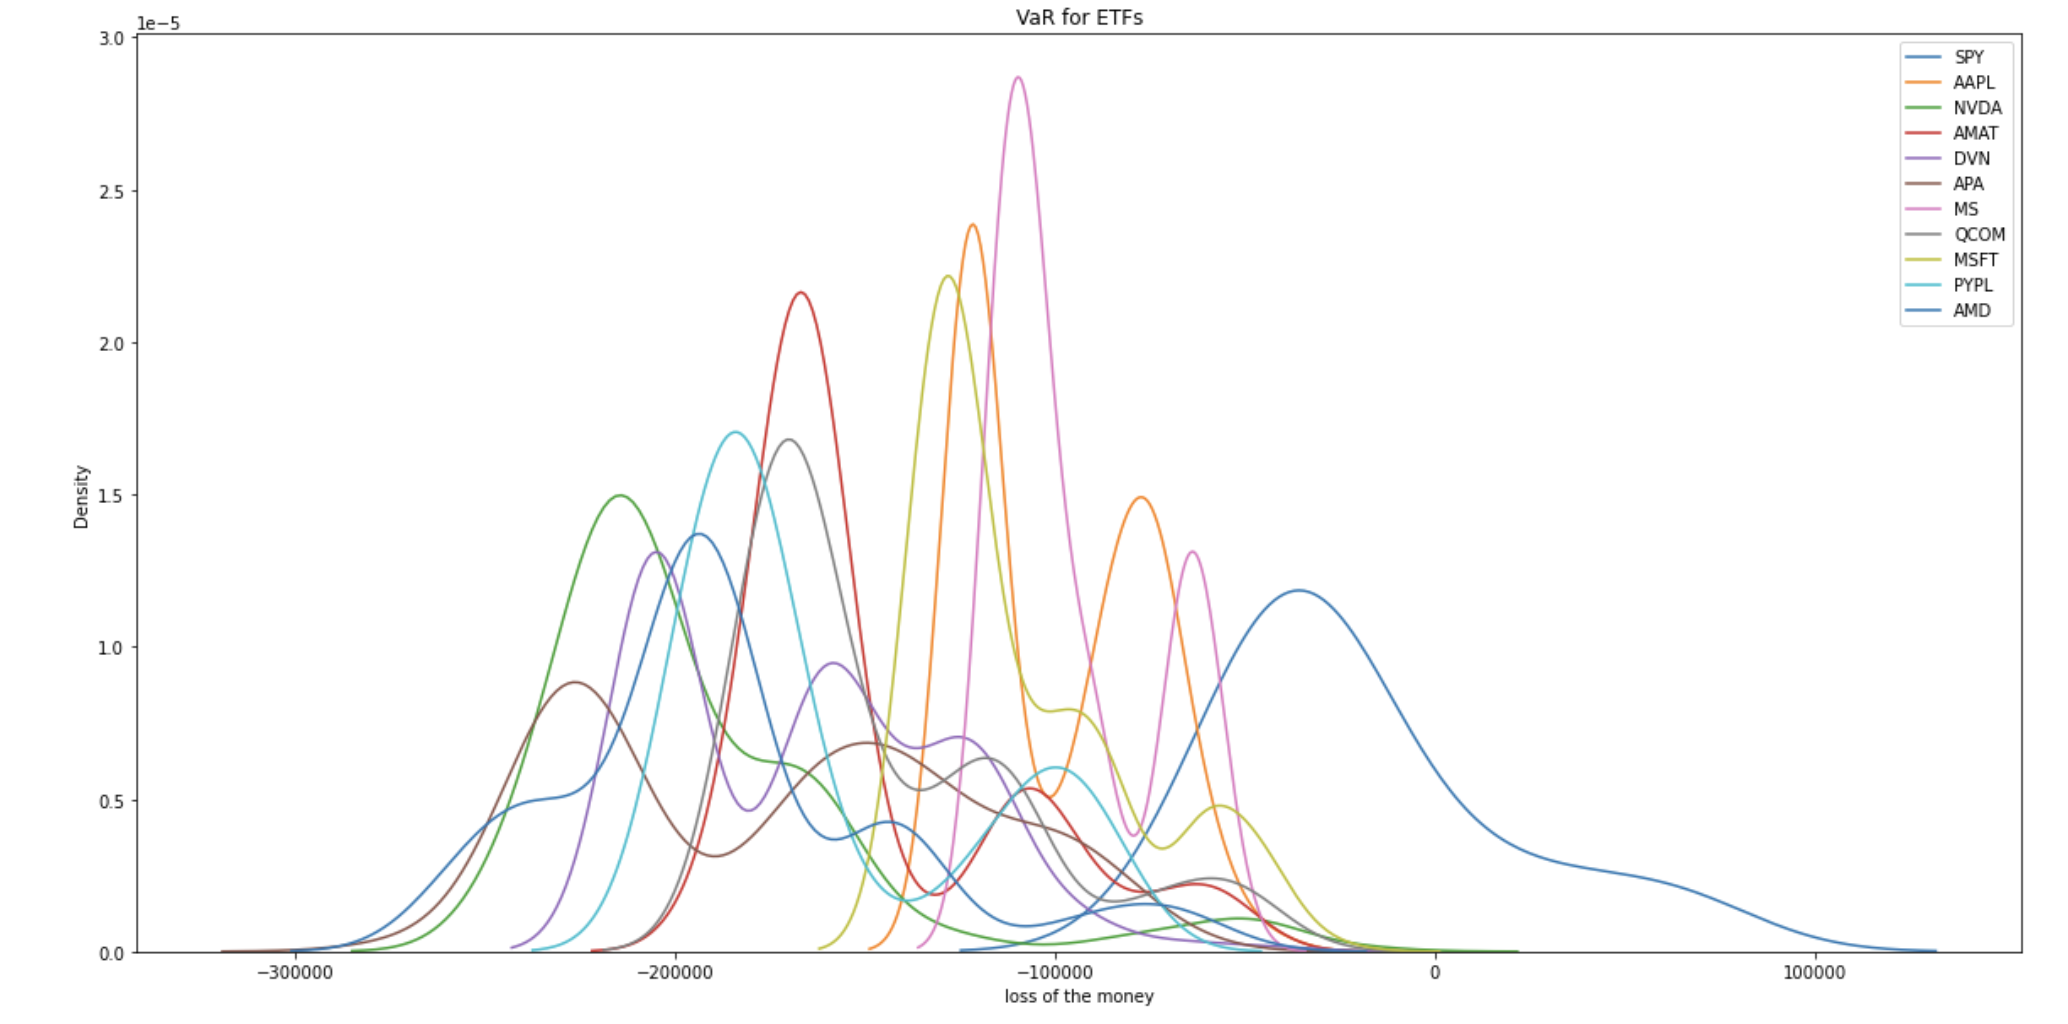 VaR for ETFs
1e−5
3.0
2.5
2.0
1.5
1.0
0.5
0.0
Density
−300000
−200000
−100000
0
100000
loss of the money
SPY
AAPL
NVDA
AMAT
DVN
APA
MS
QCOM
MSFT
PYPL
AMD